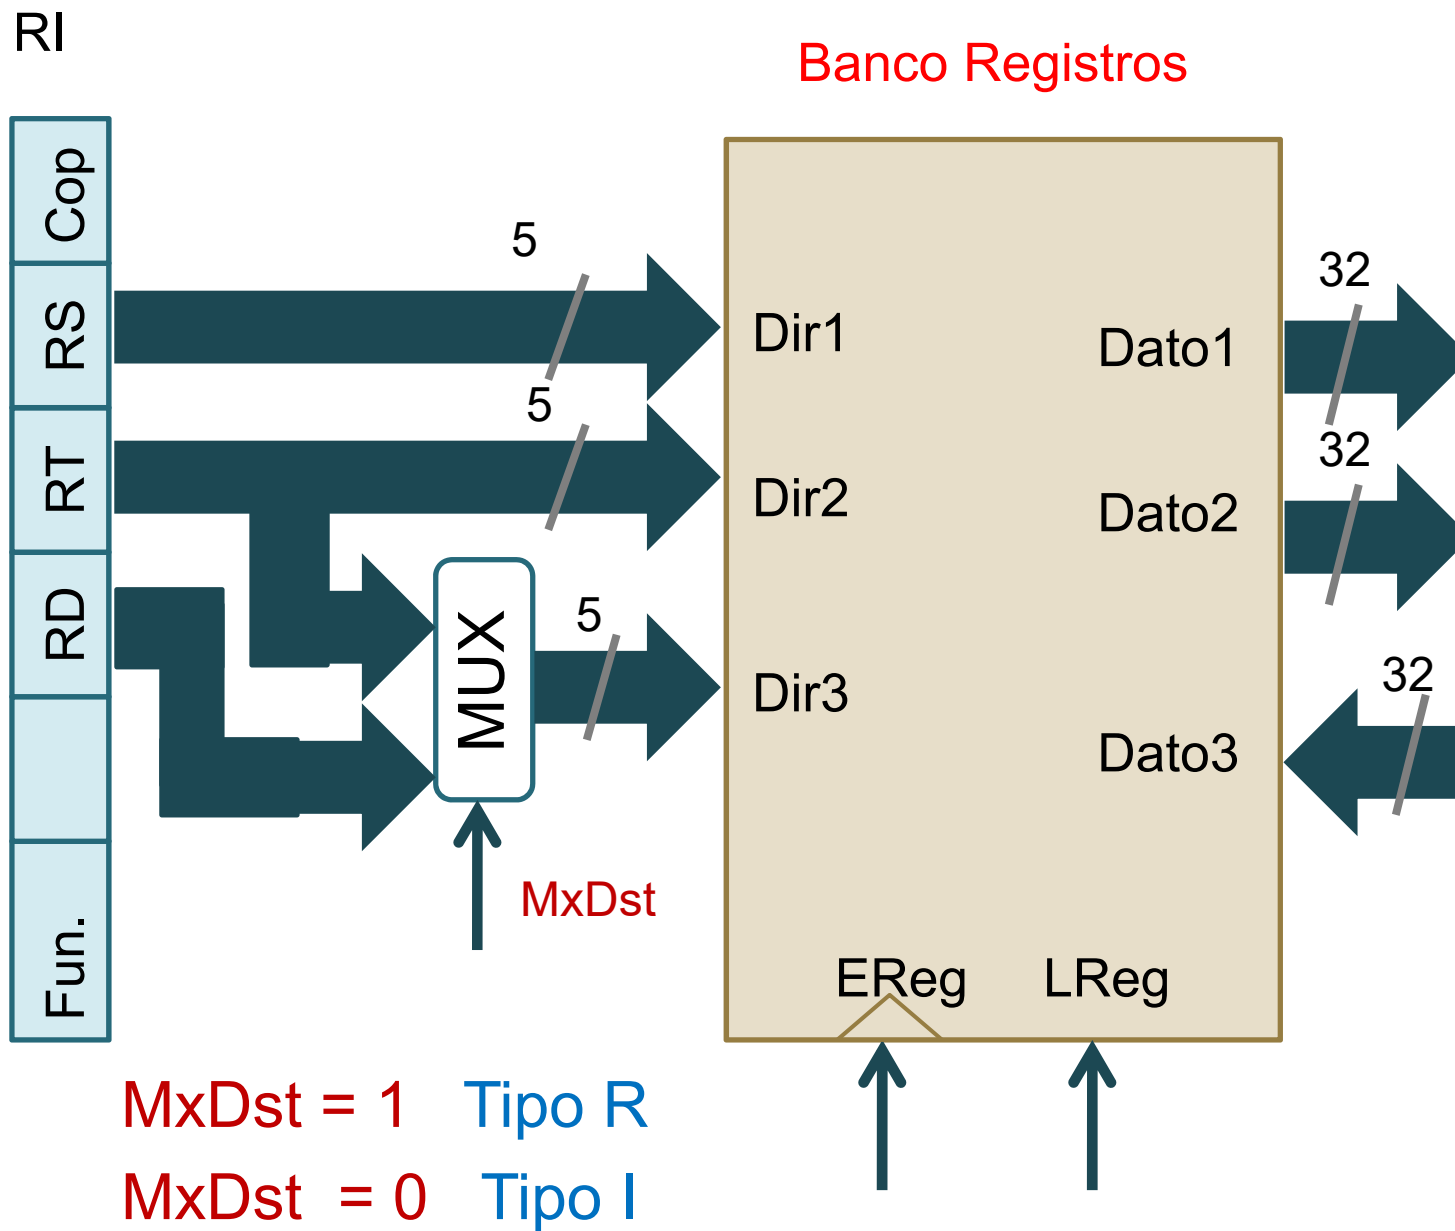 RI
Banco Registros
Cop
RS
RT
RD
Fun.
5
5
5
MUX
MxDst
Dir1
Dir2
Dir3
Dato1
Dato2
Dato3
32
32
32
EReg
LReg
MxDst = 1 Tipo R
MxDst = 0 Tipo I